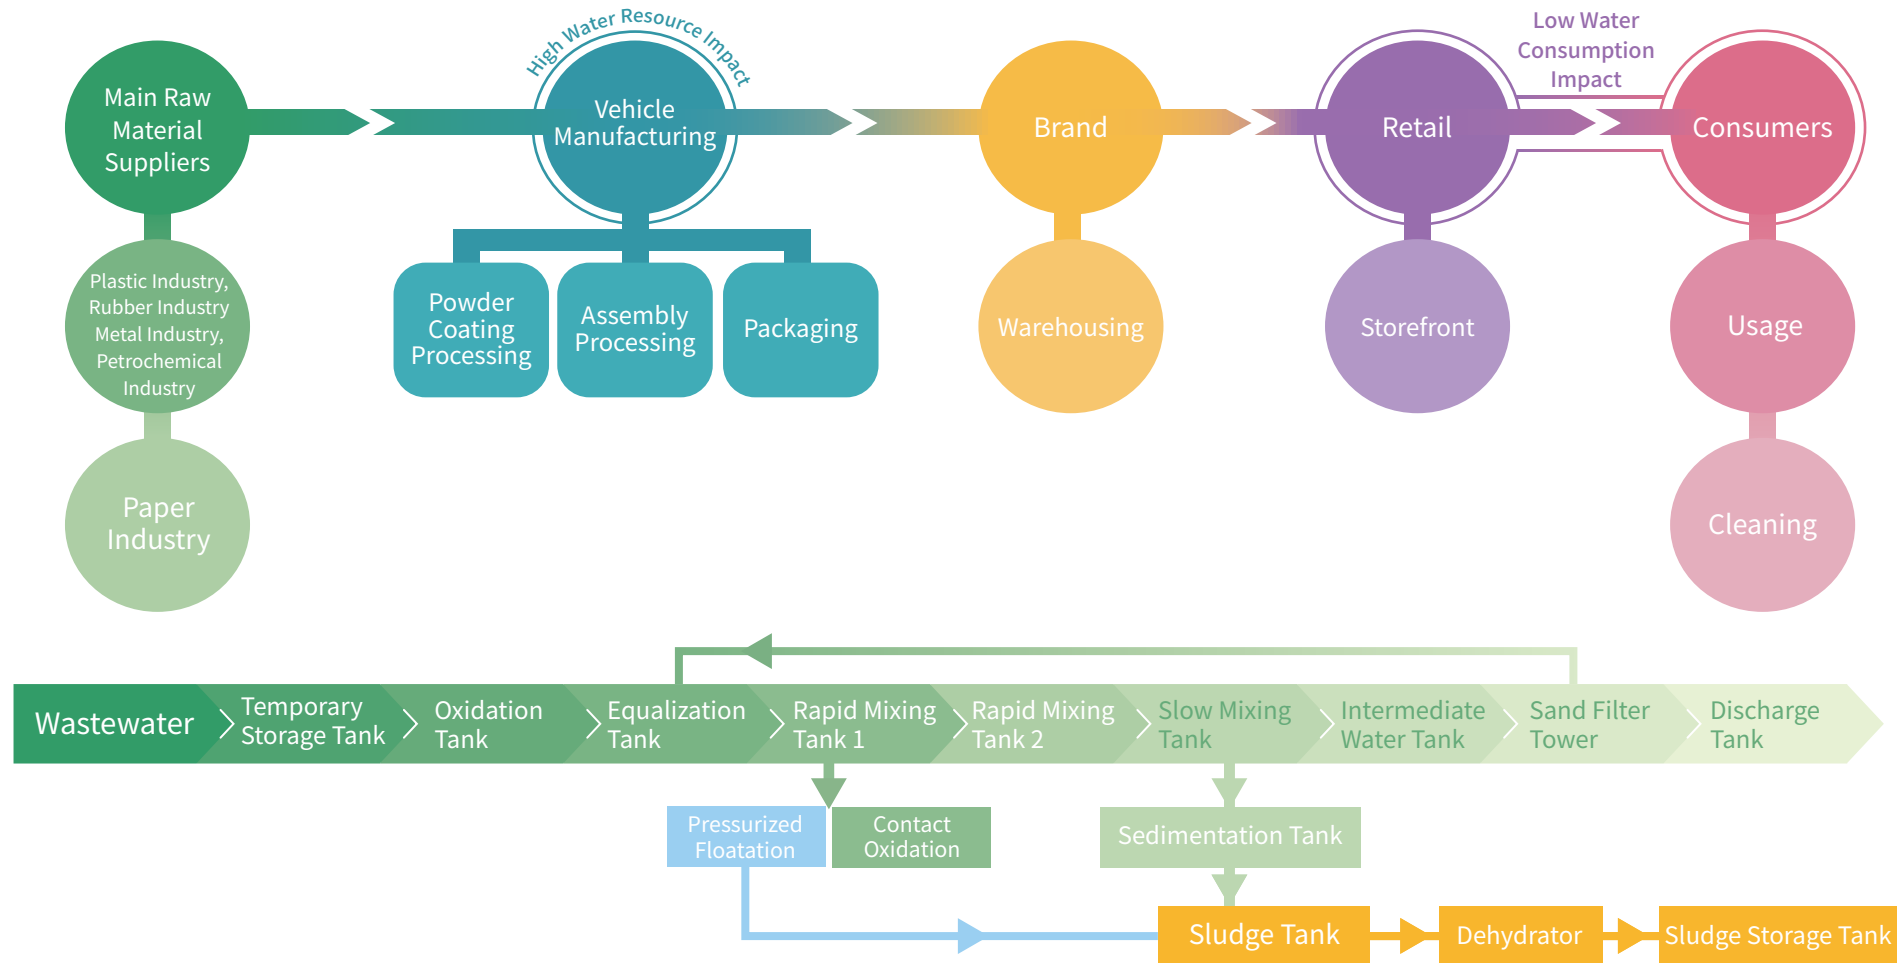 High Water Resource Impact
Low Water
Consumption
Impact
Main Raw
Material
Suppliers
Vehicle
Manufacturing
Brand
Retail
Consumers
Plastic Industry,
Rubber Industry
Metal Industry,
Petrochemical
Industry
Powder
Coating
Processing
Assembly
Processing
Packaging
Warehousing
Storefront
Usage
Paper
Industry
Cleaning
Wastewater
Temporary
Storage Tank
Oxidation
Tank
Equalization
Tank
Rapid Mixing
Tank 1
Rapid Mixing
Tank 2
Slow Mixing
Tank
Intermediate
Water Tank
Sand Filter
Tower
Discharge
Tank
Pressurized
Floatation
Contact
Oxidation
Sedimentation Tank
Sludge Tank
Dehydrator
Sludge Storage Tank